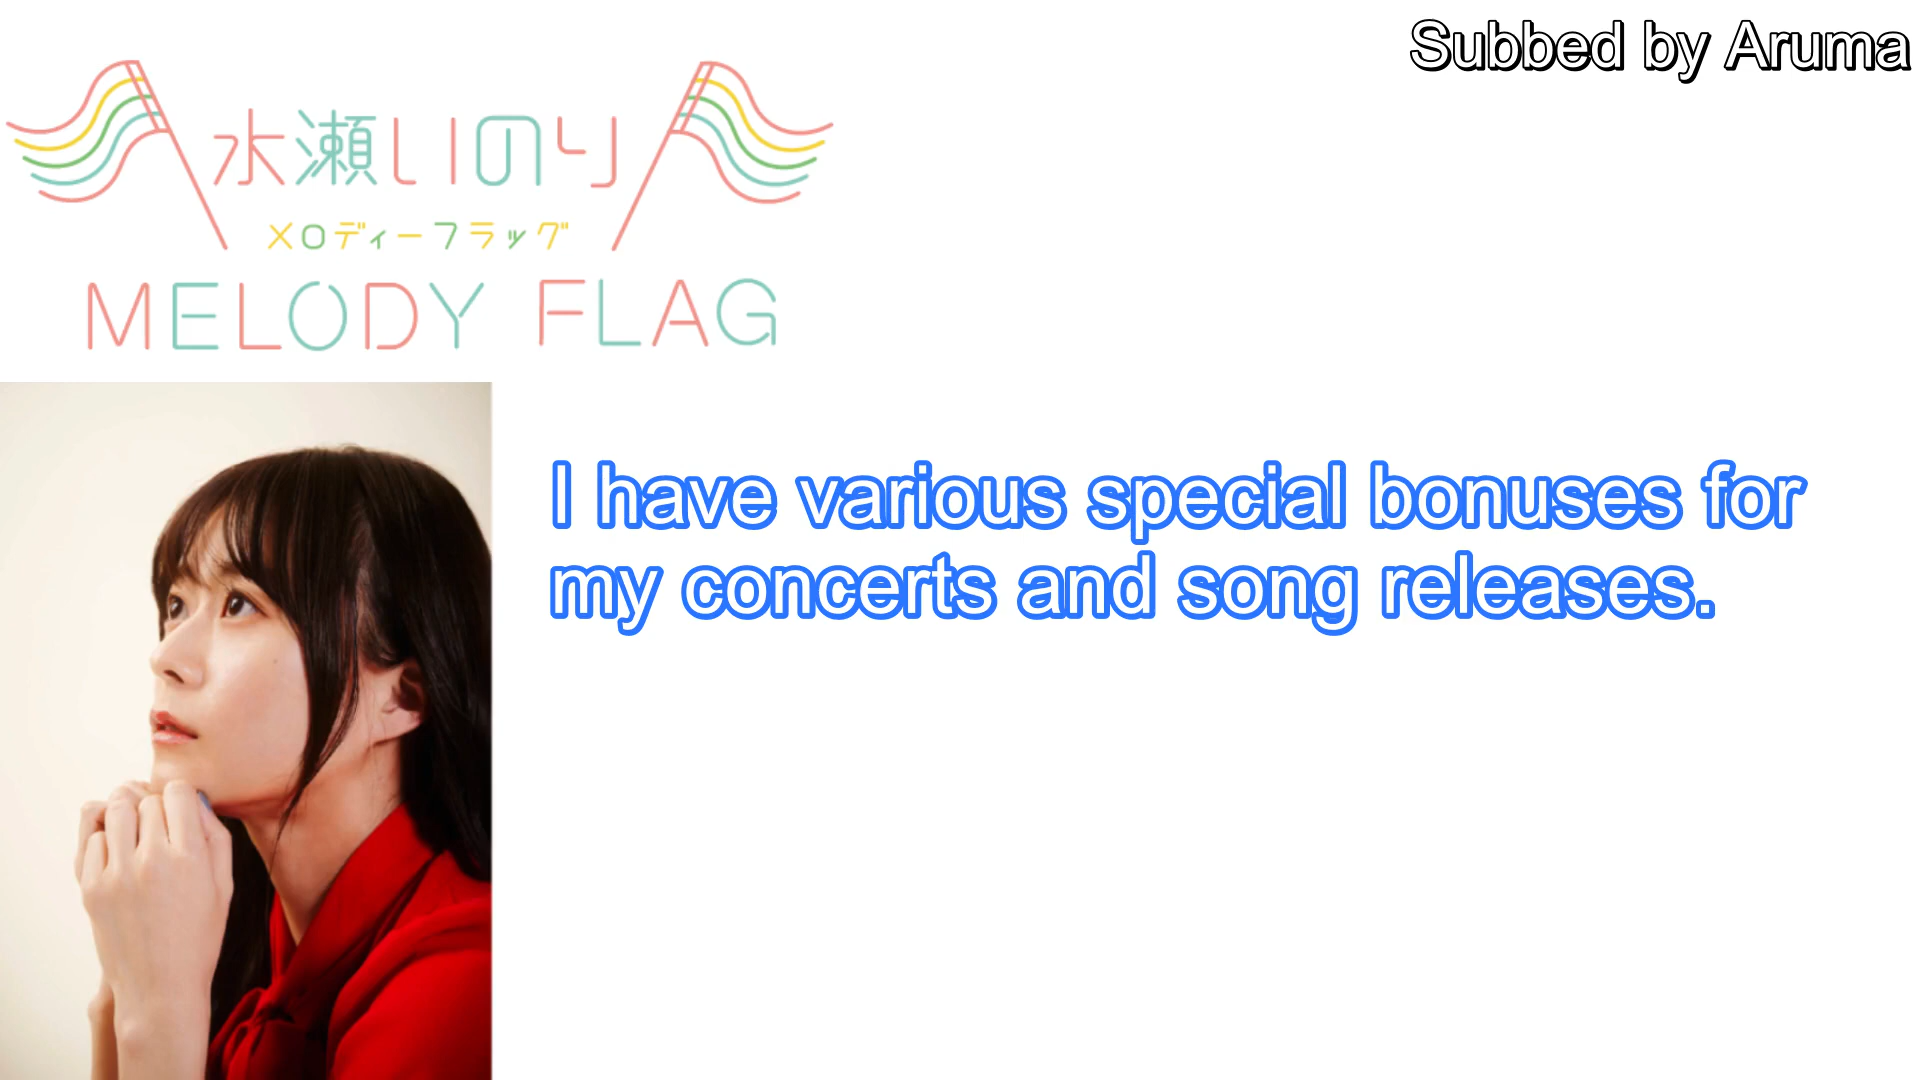 Subbed by Aruma
水瀬いのり
メロディーフラッグ
MELODY FLAG
I have various special bonuses for
my concerts and song releases.